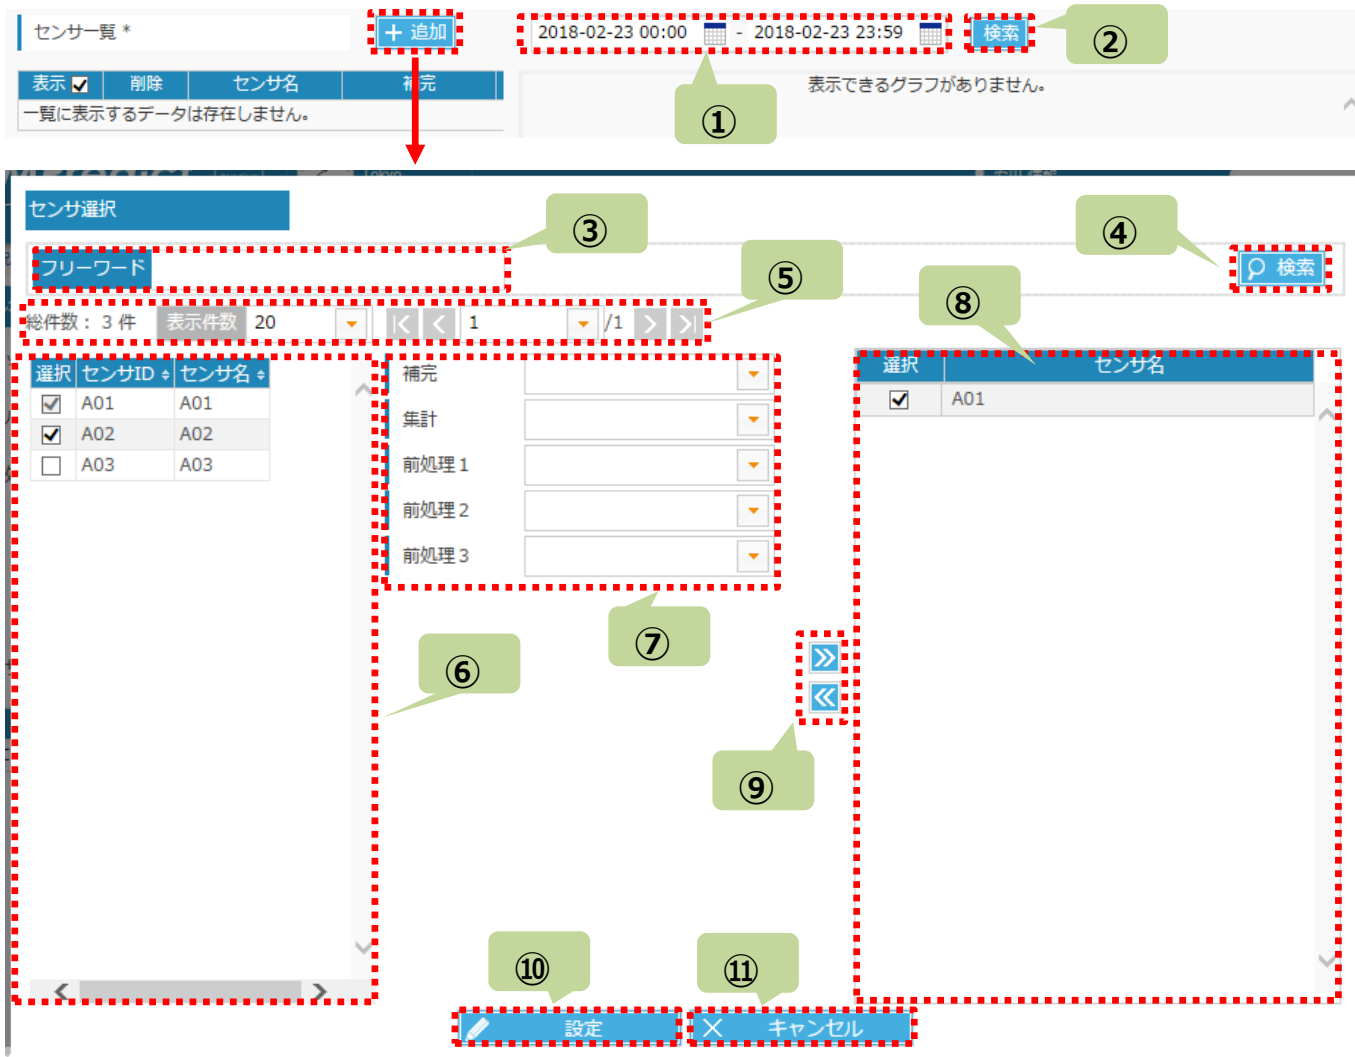 センサ一覧 *
+ 追加
2018-02-23 00:00 - 2018-02-23 23:59
検索
②
表示 削除 センサ名 補完
一覧に表示するデータは存在しません。
表示できるグラフがありません。
①
センサ選択
③
④
フリーワード
検索
⑤
総件数： 3 件 表示件数 20 1 /1
⑧
選択 センサID センサ名
A01 A01
A02 A02
A03 A03
補完
集計
前処理1
前処理2
前処理3
選択 センサ名
A01
⑦
⑥
⑨
⑩
⑪
設定
キャンセル